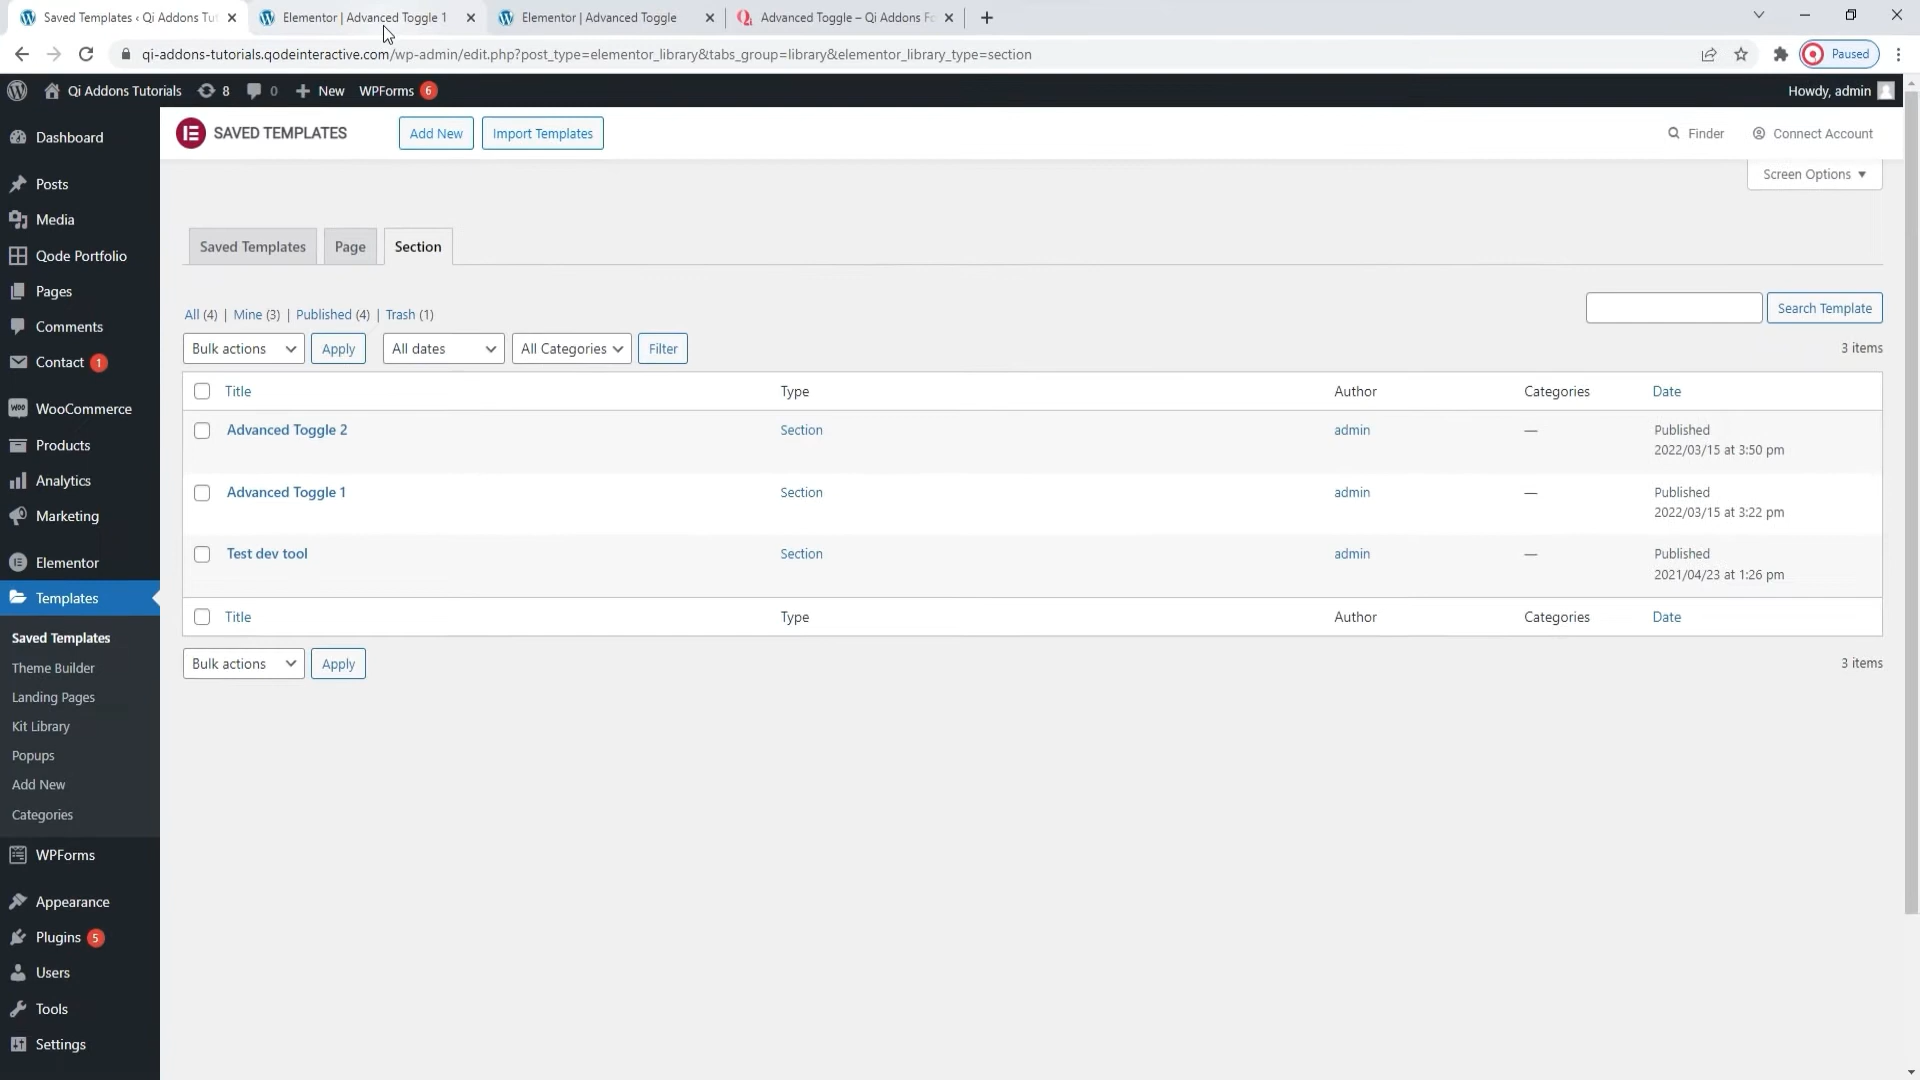 Saved Templates ‹ Qi Addons Tut
Elementor | Advanced Toggle 1
Elementor | Advanced Toggle
Advanced Toggle – Qi Addons Fo
qi-addons-tutorials.qodeinteractive.com/wp-admin/edit.php?post_type=elementor_library&tabs_group=library&elementor_library_type=section
Paused
Qi Addons Tutorials
8
0
New
WPForms 6
Howdy, admin
SAVED TEMPLATES
Add New
Import Templates
Finder
Connect Account
Screen Options
Dashboard
Posts
Media
Qode Portfolio
Pages
Comments
Contact 1
WooCommerce
Products
Analytics
Marketing
Elementor
Templates
Saved Templates
Theme Builder
Landing Pages
Kit Library
Popups
Add New
Categories
WPForms
Appearance
Plugins 5
Users
Tools
Settings
Saved Templates
Page
Section
All (4) | Mine (3) | Published (4) | Trash (1)
Search Template
Bulk actions
Apply
All dates
All Categories
Filter
3 items
Title Type Author Categories Date
Advanced Toggle 2 Section admin — Published
2022/03/15 at 3:50 pm
Advanced Toggle 1 Section admin — Published
2022/03/15 at 3:22 pm
Test dev tool Section admin — Published
2021/04/23 at 1:26 pm
Title Type Author Categories Date
Bulk actions
Apply
3 items